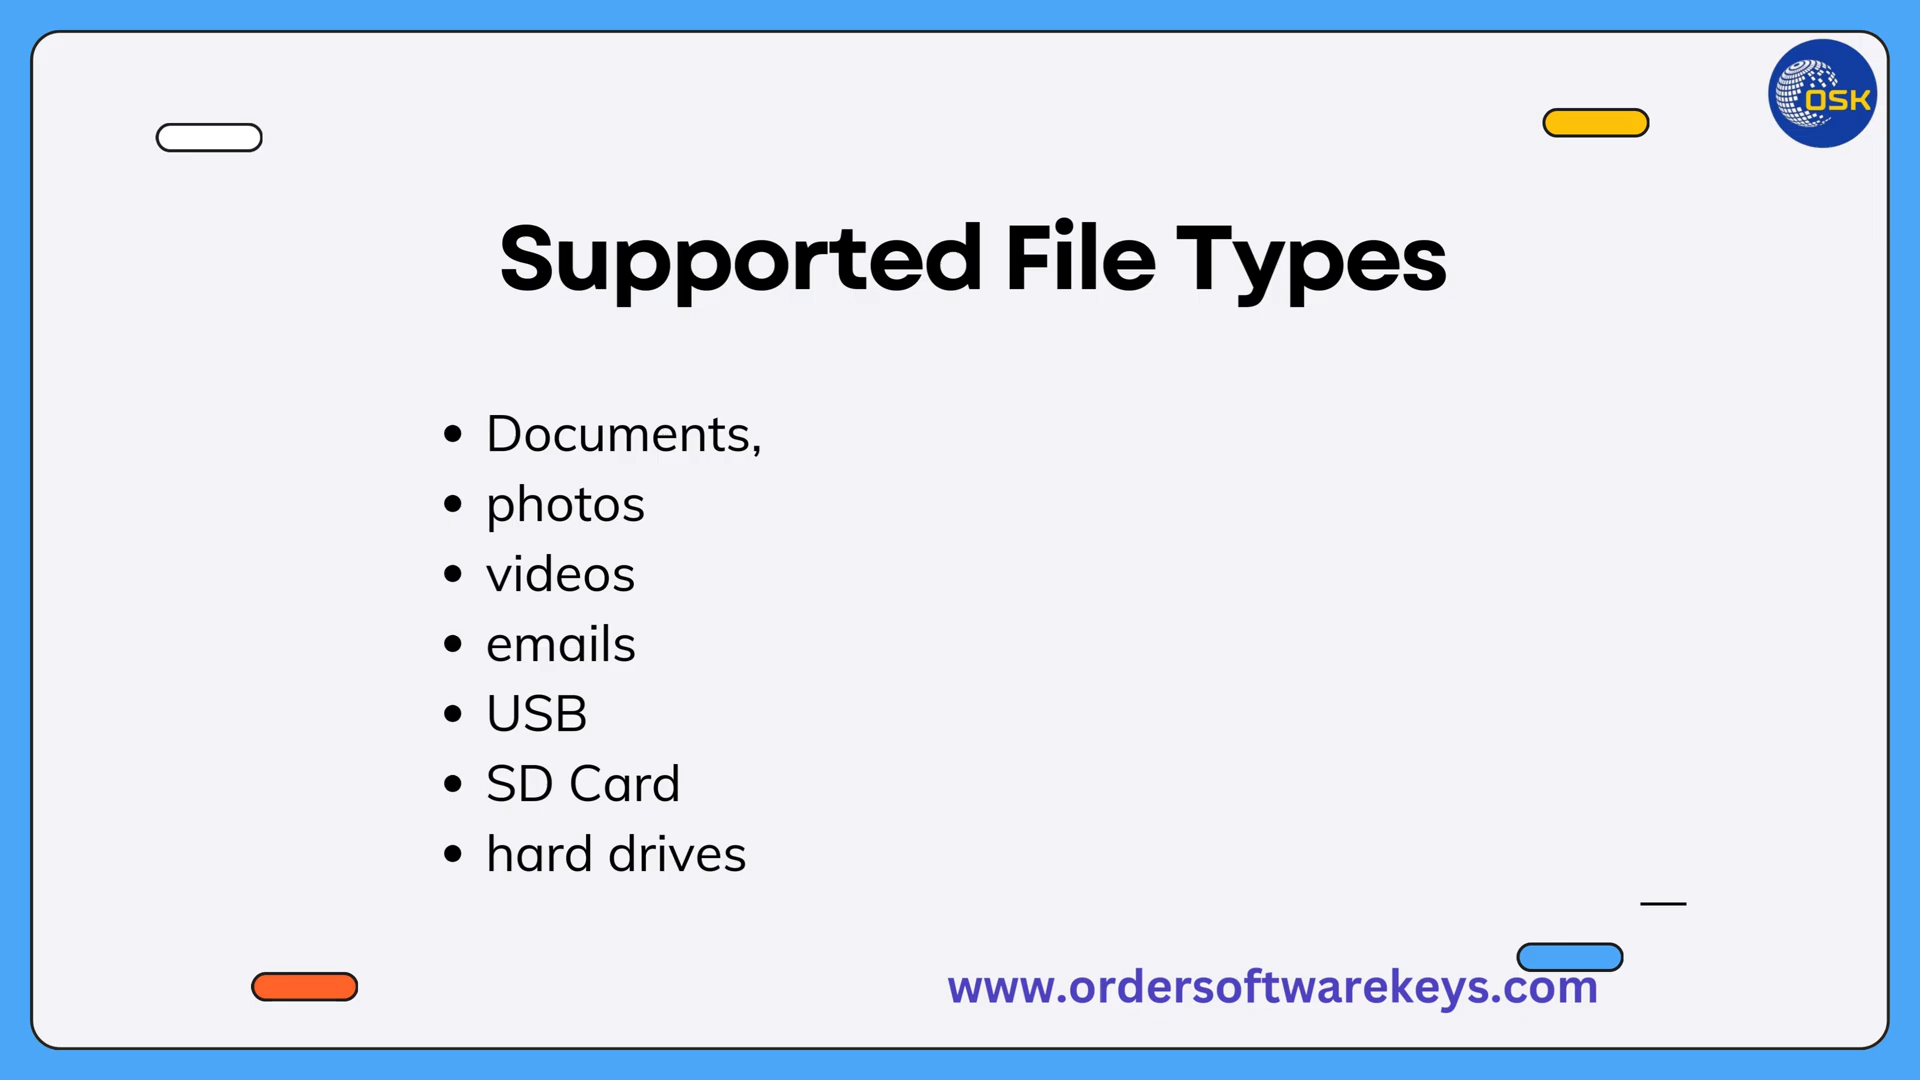 OSK
Supported File Types
Documents,
photos
videos
emails
USB
SD Card
hard drives
www.ordersoftwarekeys.com